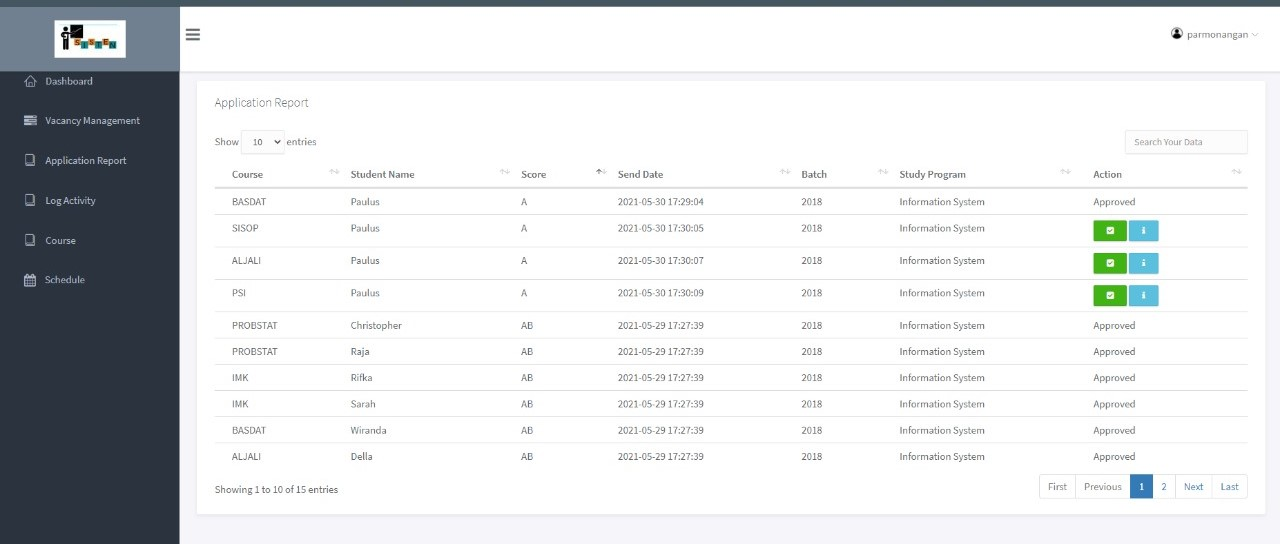 SISTEN
parmonangan
Dashboard
Vacancy Management
Application Report
Log Activity
Course
Schedule
Application Report
Show 10 entries
Search Your Data
Course Student Name Score Send Date Batch Study Program Action
BASDAT Paulus A 2021-05-30 17:29:04 2018 Information System Approved
SISOP Paulus A 2021-05-30 17:30:05 2018 Information System
ALJALI Paulus A 2021-05-30 17:30:07 2018 Information System
PSI Paulus A 2021-05-30 17:30:09 2018 Information System
PROBSTAT Christopher AB 2021-05-29 17:27:39 2018 Information System Approved
PROBSTAT Raja AB 2021-05-29 17:27:39 2018 Information System Approved
IMK Rifka AB 2021-05-29 17:27:39 2018 Information System Approved
IMK Sarah AB 2021-05-29 17:27:39 2018 Information System Approved
BASDAT Wiranda AB 2021-05-29 17:27:39 2018 Information System Approved
ALJALI Della AB 2021-05-29 17:27:39 2018 Information System Approved
Showing 1 to 10 of 15 entries
First Previous 1 2 Next Last